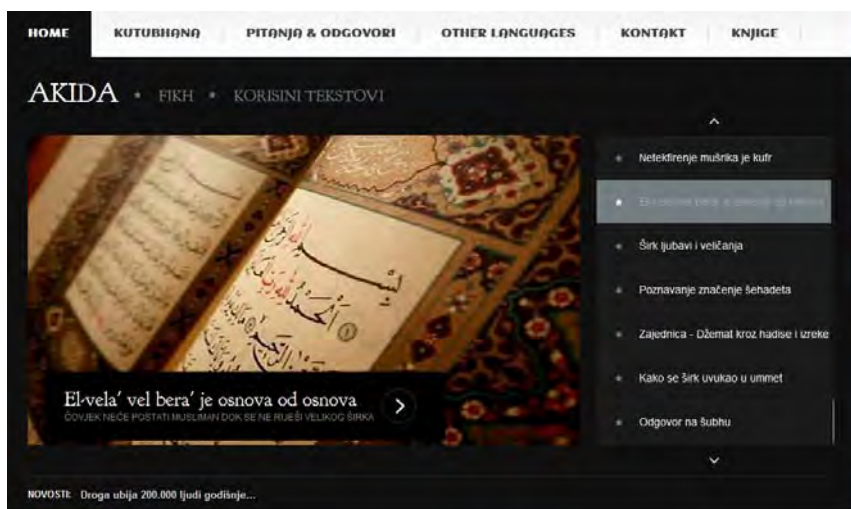 HOME KUTUBHANA PITANJA & ODGOVORI OTHER LANGUAGES KONTAKT KNJIGE
AKIDA FIKH KORISINI TEKSTOVI
Netekfirenje mušrika je kufr
Širk ljubavi i veličanja
Poznavanje značenje šehadeta
Zajednica - Džemat kroz hadise i izreke
Kako se širk uvukao u ummet
Odgovor na šubhu
El-vela' vel bera' je osnova od osnova
ČOVJEK NEĆE POSTATI MUSLIMAN DOK SE NE RIJEŠI VELIKOG ŠIRKA
NOVOSTI: Droga ubija 200.000 ljudi godišnje...